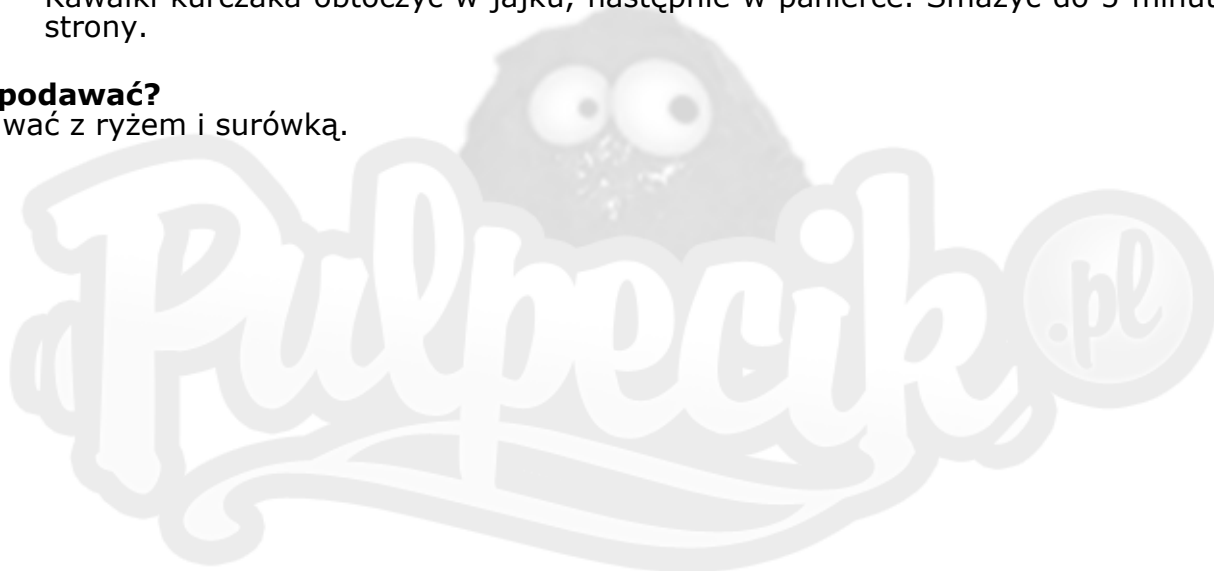 Kawałki kurczaka obtoczyć w jajku, następnie w panierce. Smażyć do 5 minut
strony.
podawać?
wać z ryżem i surówką.
Pulpecik.pl